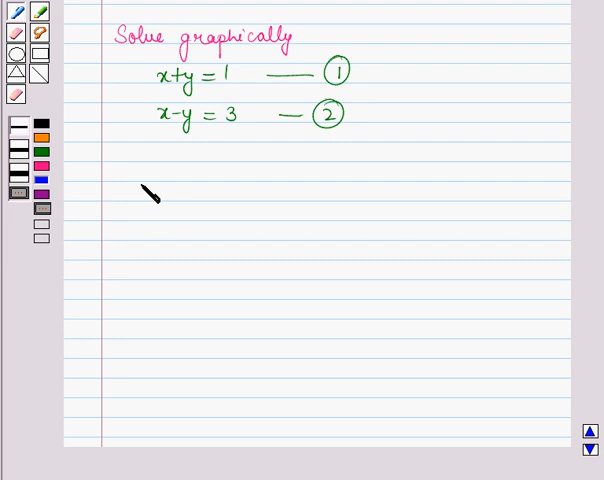 Solve graphically
x+y = 1 —— ①
x-y = 3 — ②